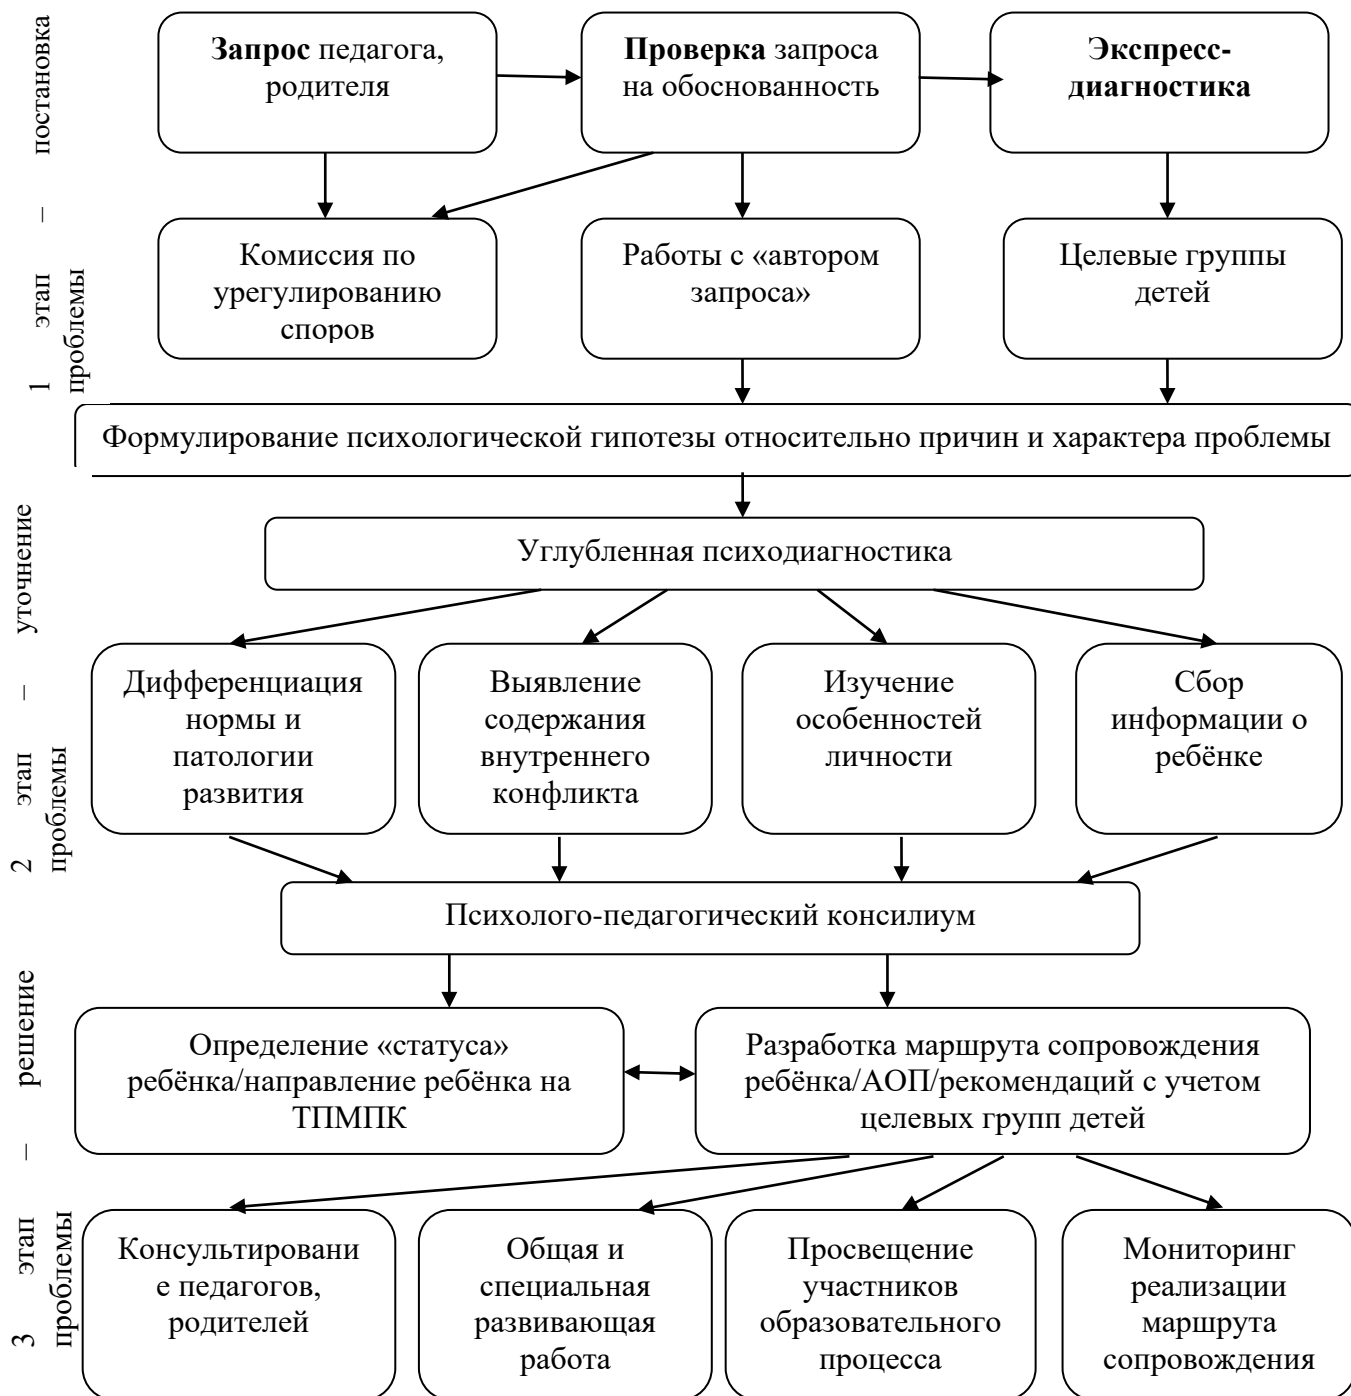 1 этап – постановка
проблемы
Запрос педагога,
родителя
Проверка запроса
на обоснованность
Экспресс-
диагностика
Комиссия по
урегулированию
споров
Работы с «автором
запроса»
Целевые группы
детей
Формулирование психологической гипотезы относительно причин и характера проблемы
2 этап – уточнение
проблемы
Углубленная психодиагностика
Дифференциация
нормы и
патологии
развития
Выявление
содержания
внутреннего
конфликта
Изучение
особенностей
личности
Сбор
информации о
ребёнке
Психолого-педагогический консилиум
3 этап – решение
проблемы
Определение «статуса»
ребёнка/направление ребёнка на
ТПМПК
Разработка маршрута сопровождения
ребёнка/АОП/рекомендаций с учетом
целевых групп детей
Консультировани
е педагогов,
родителей
Общая и
специальная
развивающая
работа
Просвещение
участников
образовательного
процесса
Мониторинг
реализации
маршрута
сопровождения